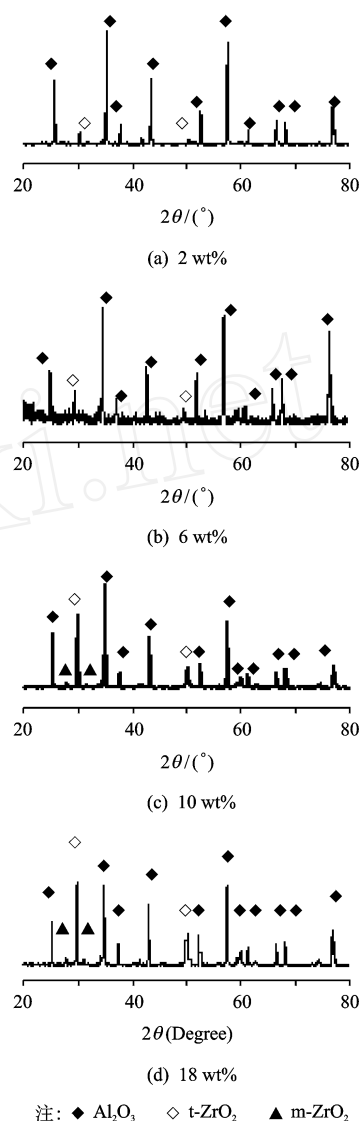 20 40 60 80
2θ/(°)
(a) 2 wt%
20 40 60 80
2θ/(°)
(b) 6 wt%
20 40 60 80
2θ/(°)
(c) 10 wt%
20 40 60 80
2θ(Degree)
(d) 18 wt%
注: ◆ Al₂O₃ ◇ t-ZrO₂ ▲ m-ZrO₂